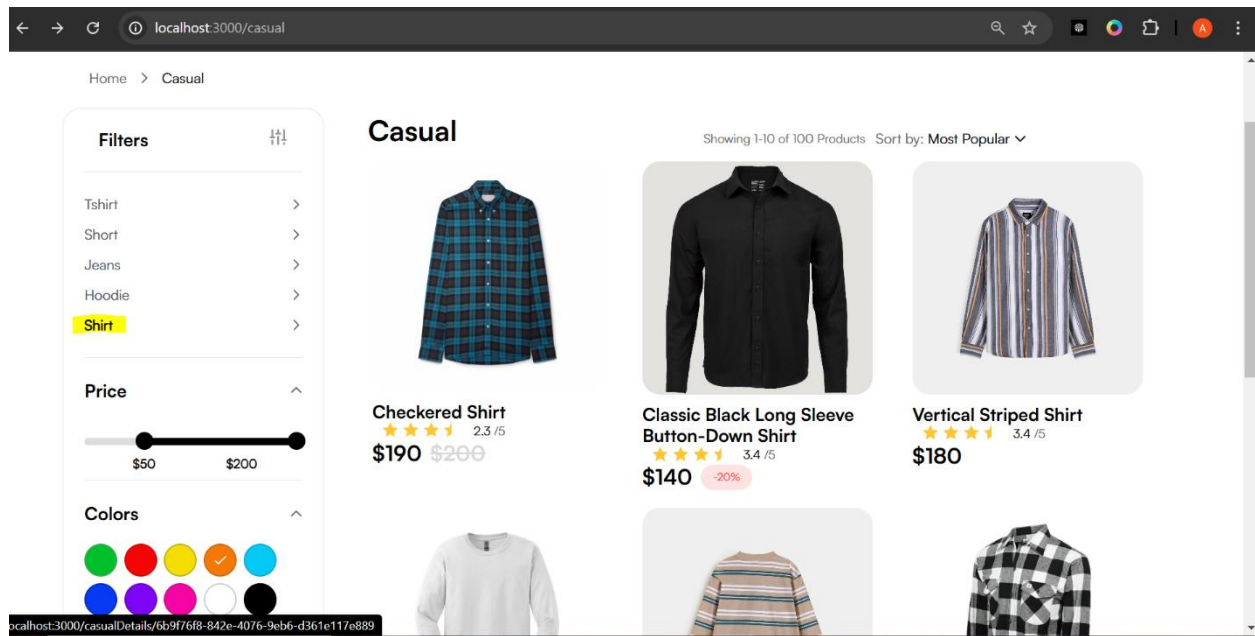 localhost:3000/casual
A
Home > Casual
Filters
Tshirt
Short
Jeans
Hoodie
Shirt
Price
$50 $200
Colors
Casual
Showing 1-10 of 100 Products Sort by: Most Popular
Checkered Shirt
2.3 /5
$190 $200
Classic Black Long Sleeve
Button-Down Shirt
3.4 /5
$140 -20%
Vertical Striped Shirt
3.4 /5
$180
ocalhost:3000/casualDetails/6b9f76f8-842e-4076-9eb6-d361e117e889